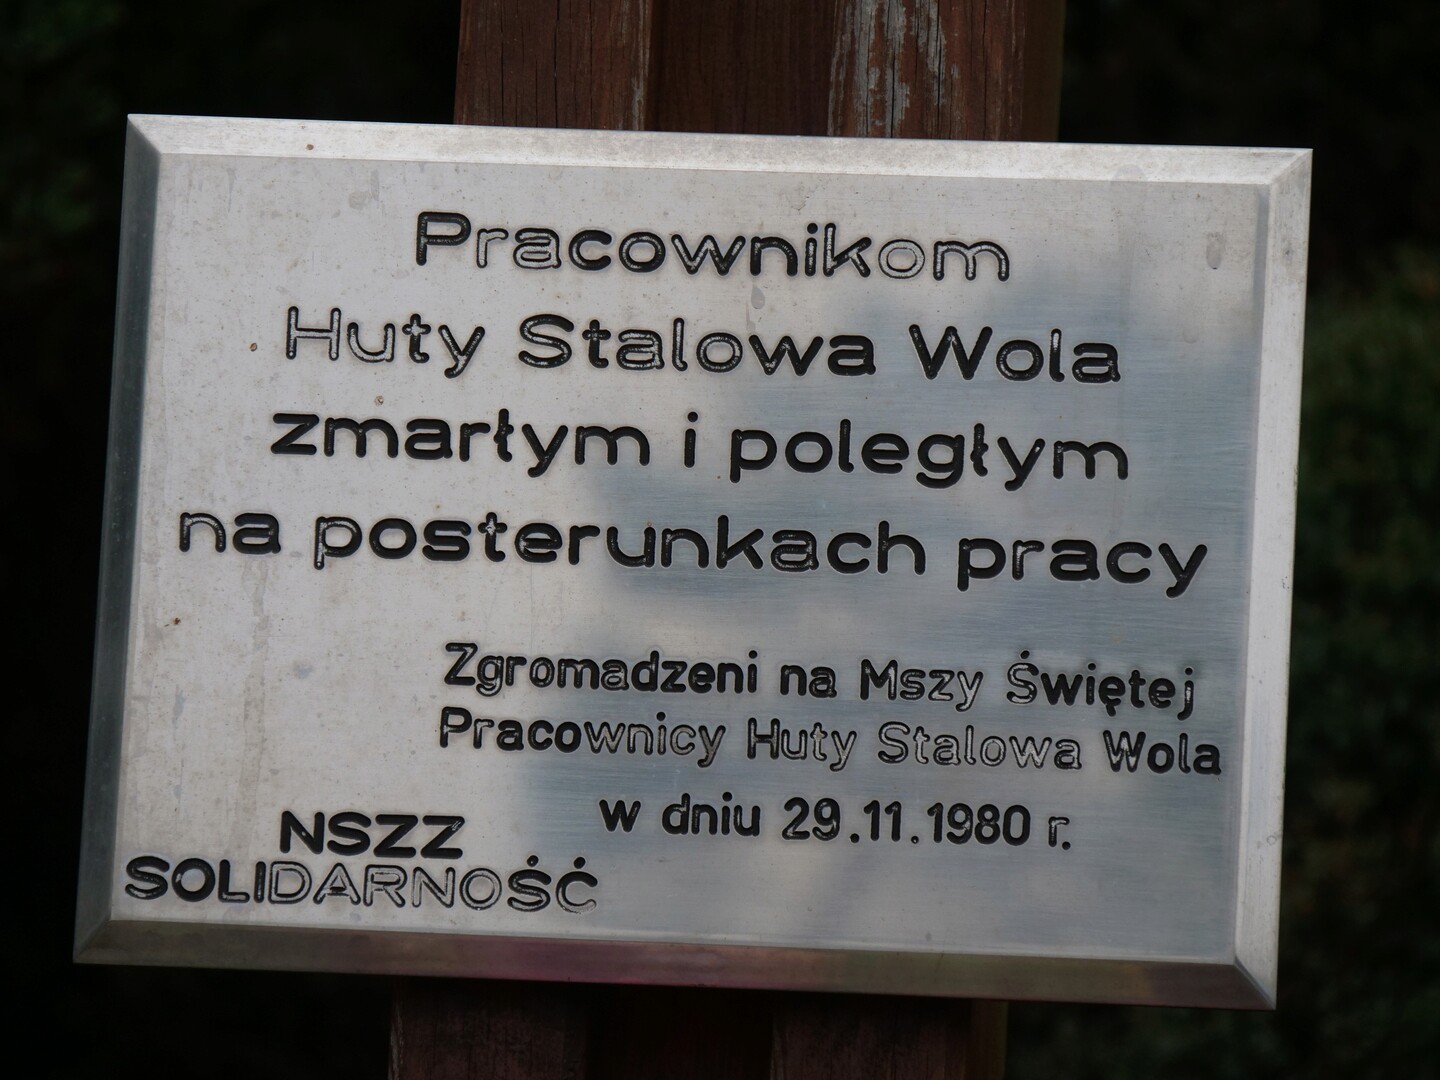 Pracownikom
Huty Stalowa Wola
zmarłym i poległym
na posterunkach pracy
Zgromadzeni na Mszy Świętej
Pracownicy Huty Stalowa Wola
w dniu 29.11.1980 r.
NSZZ
SOLIDARNOŚĆ